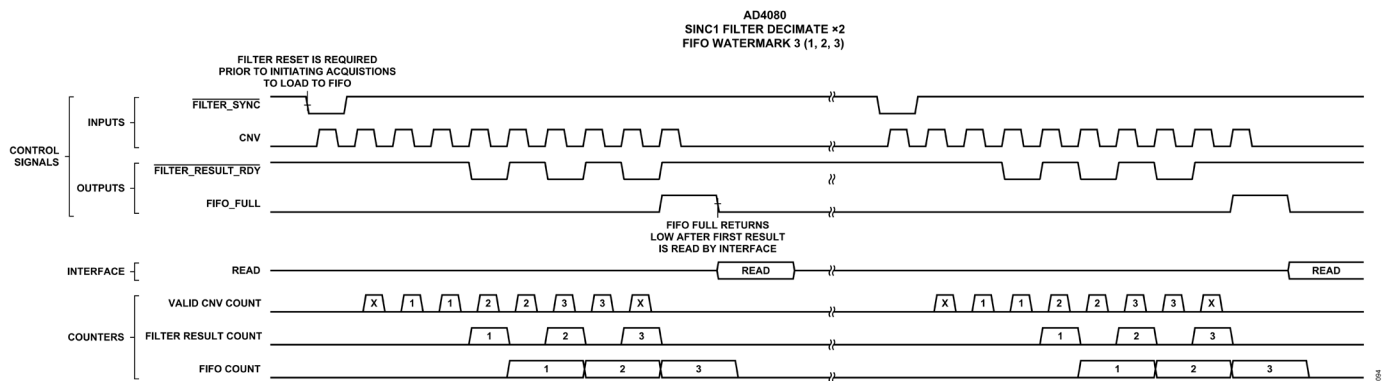 AD4080
SINC1 FILTER DECIMATE ×2
FIFO WATERMARK 3 (1, 2, 3)
FILTER RESET IS REQUIRED
PRIOR TO INITIATING ACQUISTIONS
TO LOAD TO FIFO
CONTROL
SIGNALS
INPUTS
FILTER_SYNC
CNV
OUTPUTS
FILTER_RESULT_RDY
FIFO_FULL
FIFO FULL RETURNS
LOW AFTER FIRST RESULT
IS READ BY INTERFACE
INTERFACE
READ READ READ
COUNTERS
VALID CNV COUNT X 1 1 2 2 3 3 X X 1 1 2 2 3 3 X
FILTER RESULT COUNT 1 2 3 1 2 3
FIFO COUNT 1 2 3 1 2 3
094